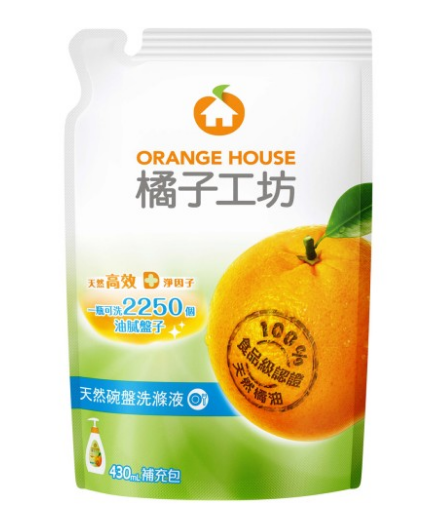 ORANGE HOUSE
橘子工坊
天然高效 淨因子
一瓶可洗2250個
油膩盤子
100%
食品級認證
天然橘油
天然碗盤洗滌液
430mL 補充包